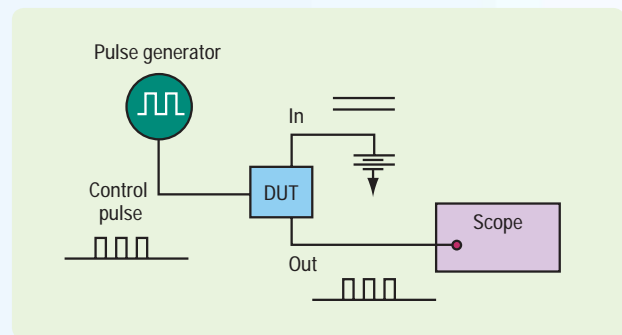 Pulse generator
In
Control
pulse
DUT
Scope
Out